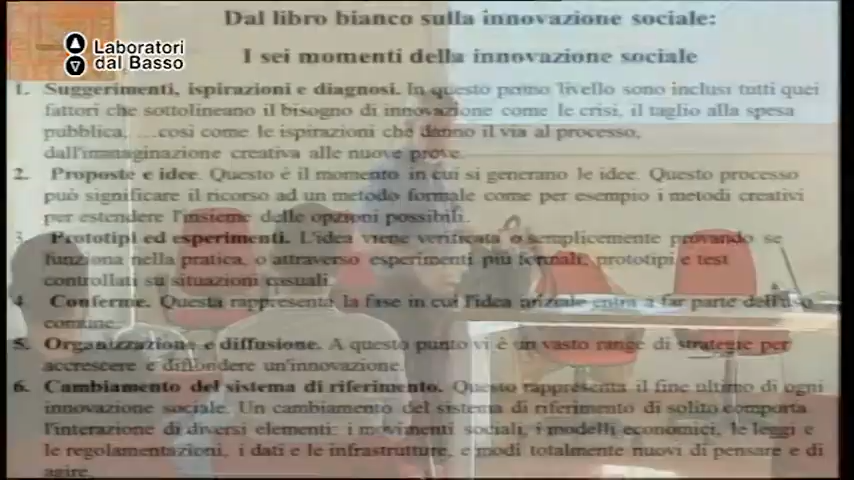 Laboratori
dal Basso
Dal libro bianco sulla innovazione sociale:
I sei momenti della innovazione sociale
1. Suggerimenti, ispirazioni e diagnosi. In questo primo livello sono inclusi tutti quei
fattori che sottolineano il bisogno di innovazione come le crisi, il taglio alla spesa
pubblica, ....così come le ispirazioni che danno il via al processo,
dall'immaginazione creativa alle nuove prove.
2. Proposte e idee. Questo è il momento in cui si generano le idee. Questo processo
può significare il ricorso ad un metodo formale come per esempio i metodi creativi
per estendere l'insieme delle opzioni possibili.
3. Prototipi ed esperimenti. L'idea viene verificata o semplicemente provando se
funziona nella pratica, o attraverso esperimenti più formali, prototipi e test
controllati su situazioni casuali.
4. Conferme. Questa rappresenta la fase in cui l'idea iniziale entra a far parte dell'uso
comune.
5. Organizzazione e diffusione. A questo punto vi è un vasto range di strategie per
accrescere e diffondere un'innovazione.
6. Cambiamento del sistema di riferimento. Questo rappresenta il fine ultimo di ogni
innovazione sociale. Un cambiamento del sistema di riferimento di solito comporta
l'interazione di diversi elementi: i movimenti sociali, i modelli economici, le leggi e
le regolamentazioni, i dati e le infrastrutture, e modi totalmente nuovi di pensare e di
agire.